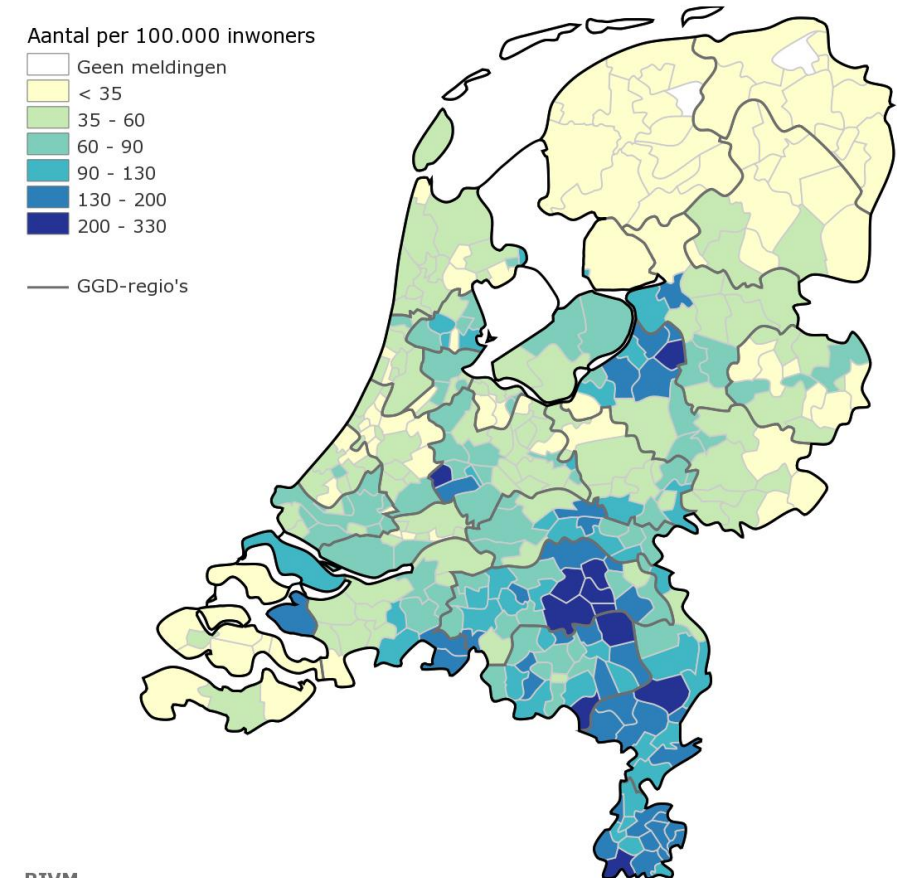 Aantal per 100.000 inwoners
Geen meldingen
< 35
35 - 60
60 - 90
90 - 130
130 - 200
200 - 330
GGD-regio's
RIVM